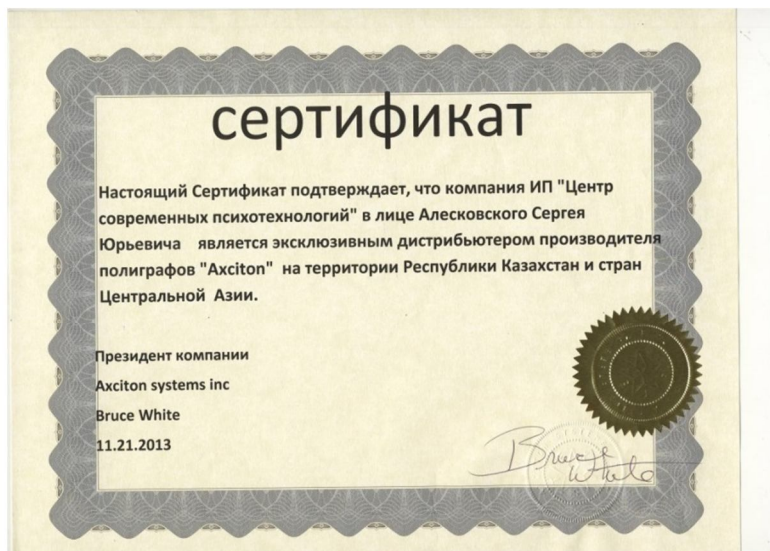 сертификат
Настоящий Сертификат подтверждает, что компания ИП "Центр
современных психотехнологий" в лице Алесковского Сергея
Юрьевича является эксклюзивным дистрибьютером производителя
полиграфов "Axciton" на территории Республики Казахстан и стран
Центральной Азии.
Президент компании
Axciton systems inc
Bruce White
11.21.2013
Bruce
White